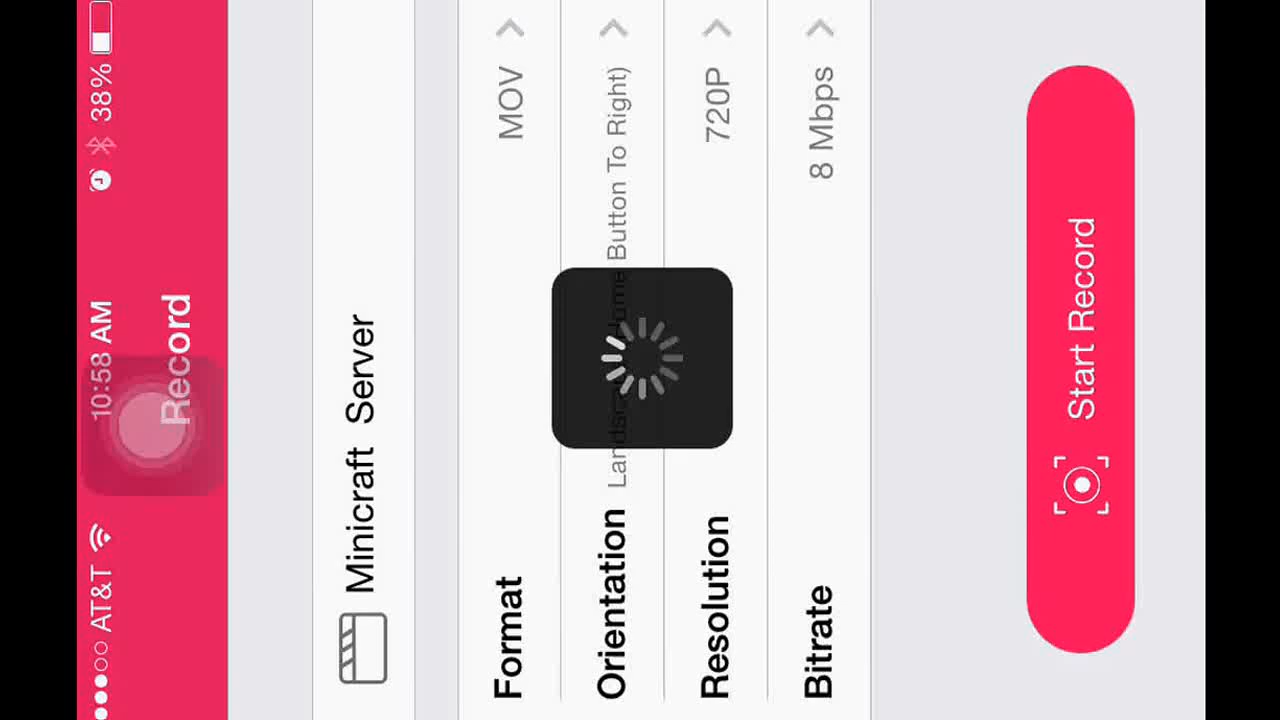 AT&T 10:58 AM 38%
Record
Minicraft Server
Format MOV
Orientation Landscape(Home Button To Right)
Resolution 720P
Bitrate 8 Mbps
Start Record